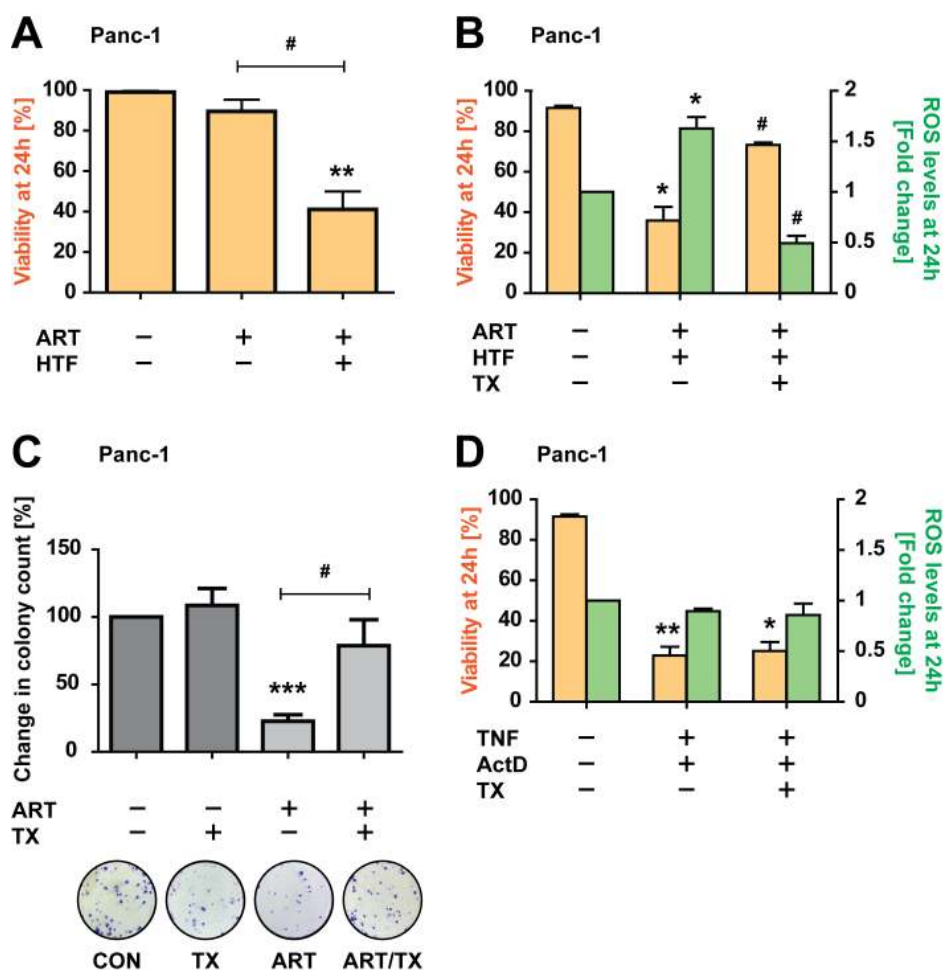 A
Panc-1
#
Viability at 24h [%]
100
80
60
40
20
0
**
ART − + +
HTF − − +
B
Panc-1
Viability at 24h [%]
100
80
60
40
20
0
* * # #
2
1.5
1
0.5
0
ROS levels at 24h
[Fold change]
ART − + +
HTF − + +
TX − − +
C
Panc-1
Change in colony count [%]
150
100
50
0
#
***
ART − − + +
TX − + − +
CON TX ART ART/TX
D
Panc-1
Viability at 24h [%]
100
80
60
40
20
0
** *
2
1.5
1
0.5
0
ROS levels at 24h
[Fold change]
TNF − + +
ActD − + +
TX − − +